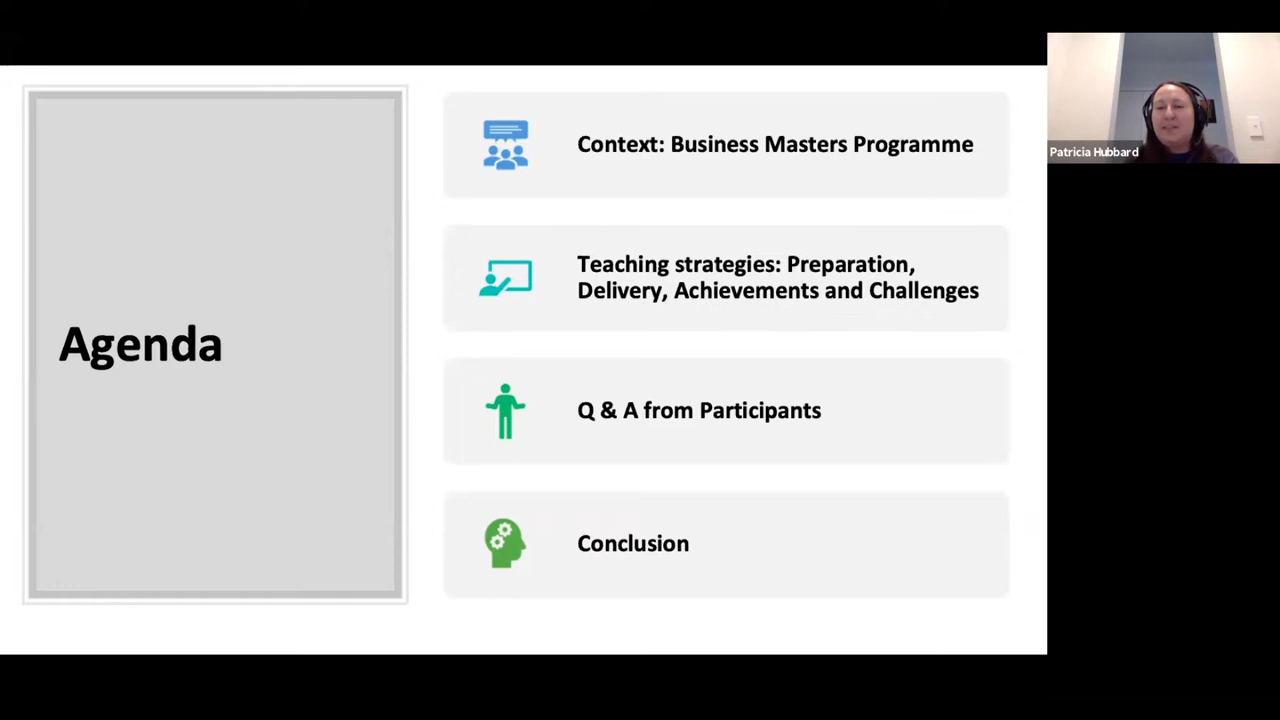 Agenda
Context: Business Masters Programme
Teaching strategies: Preparation,
Delivery, Achievements and Challenges
Q & A from Participants
Conclusion
Patricia Hubbard